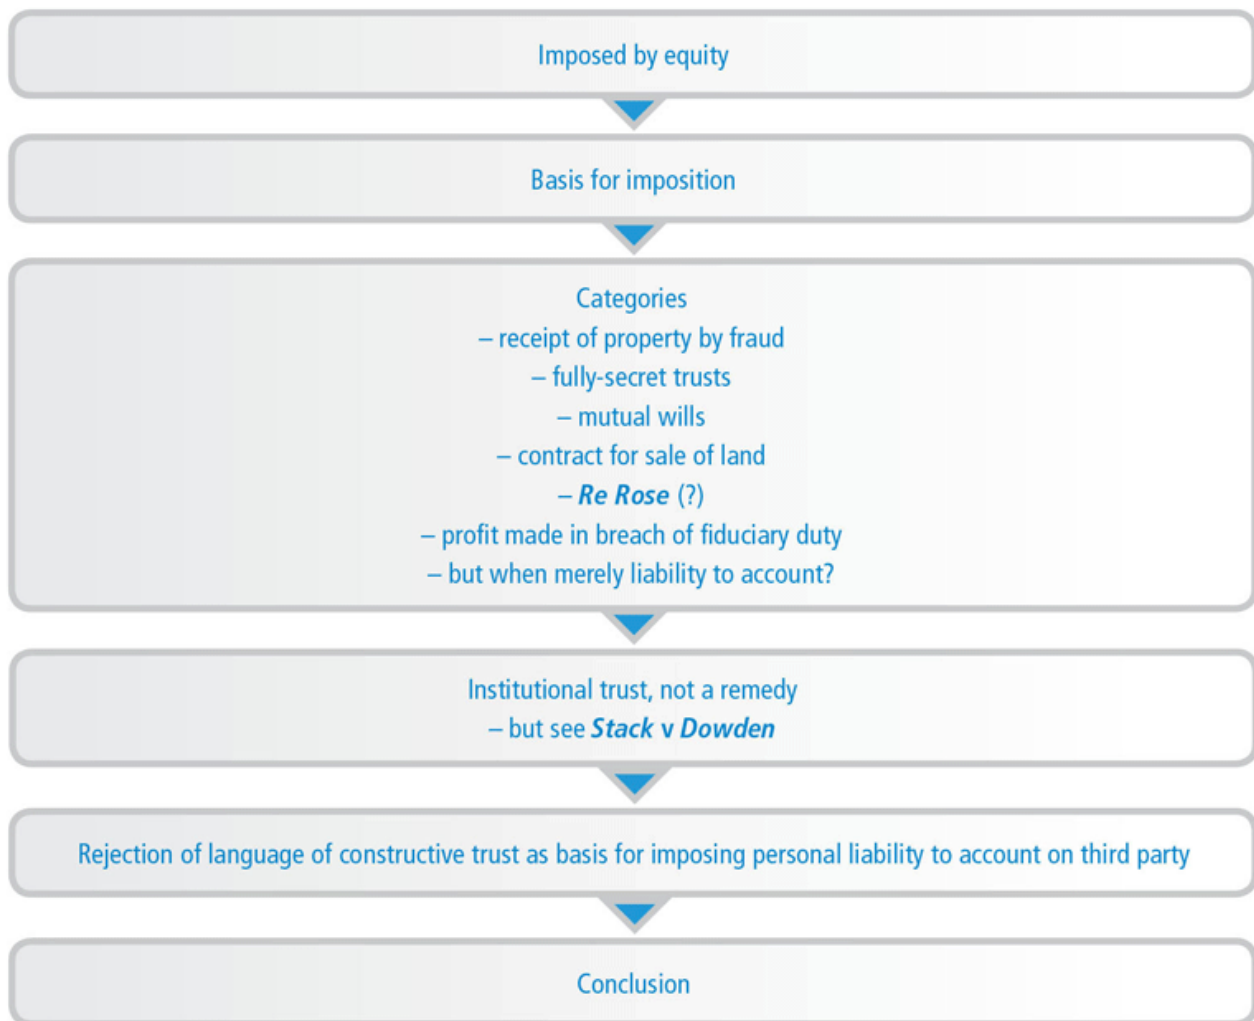 Imposed by equity
Basis for imposition
Categories
– receipt of property by fraud
– fully-secret trusts
– mutual wills
– contract for sale of land
– Re Rose (?)
– profit made in breach of fiduciary duty
– but when merely liability to account?
Institutional trust, not a remedy
– but see Stack v Dowden
Rejection of language of constructive trust as basis for imposing personal liability to account on third party
Conclusion